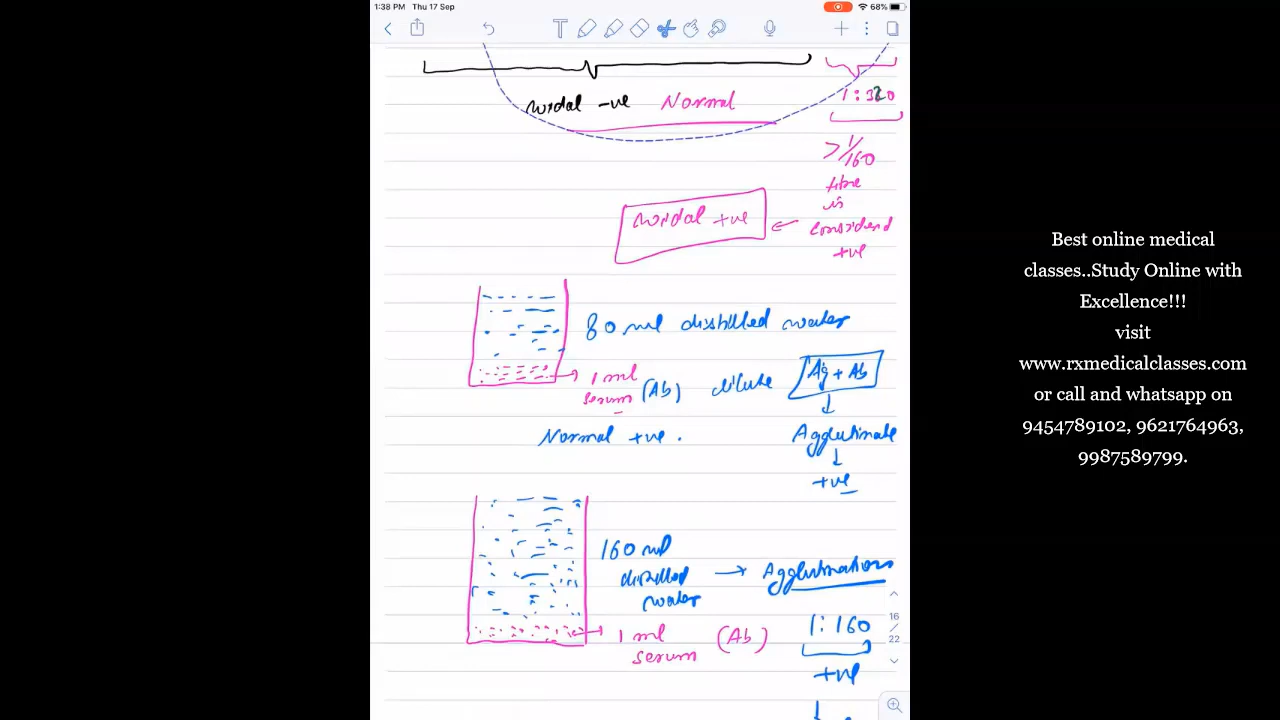 1:38 PM Thu 17 Sep
68%
T
widal -ve Normal
1:320
>1/160
titre
is
considered
+ve
widal +ve
80 ml distilled water
1 ml
serum (Ab) dilute Ag + Ab
Normal +ve.
Agglutinate
+ve
160 ml
distilled
water
Agglutination
1 ml
serum (Ab)
1:160
+ve
16
22
Best online medical
classes..Study Online with
Excellence!!!
visit
www.rxmedicalclasses.com
or call and whatsapp on
9454789102, 9621764963,
9987589799.